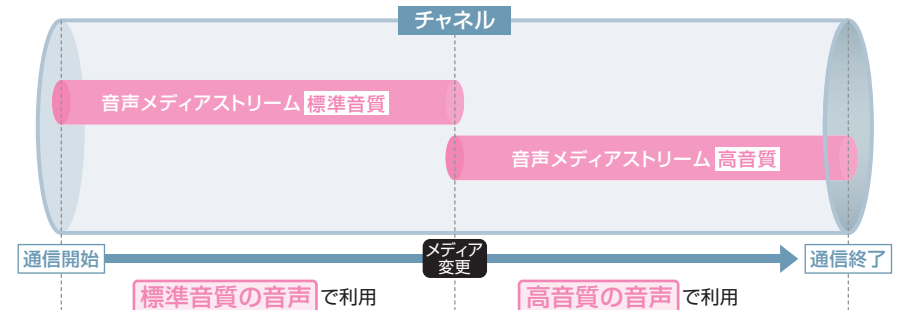 チャネル
音声メディアストリーム 標準音質
音声メディアストリーム 高音質
通信開始
メディア
変更
通信終了
標準音質の音声 で利用
高音質の音声 で利用